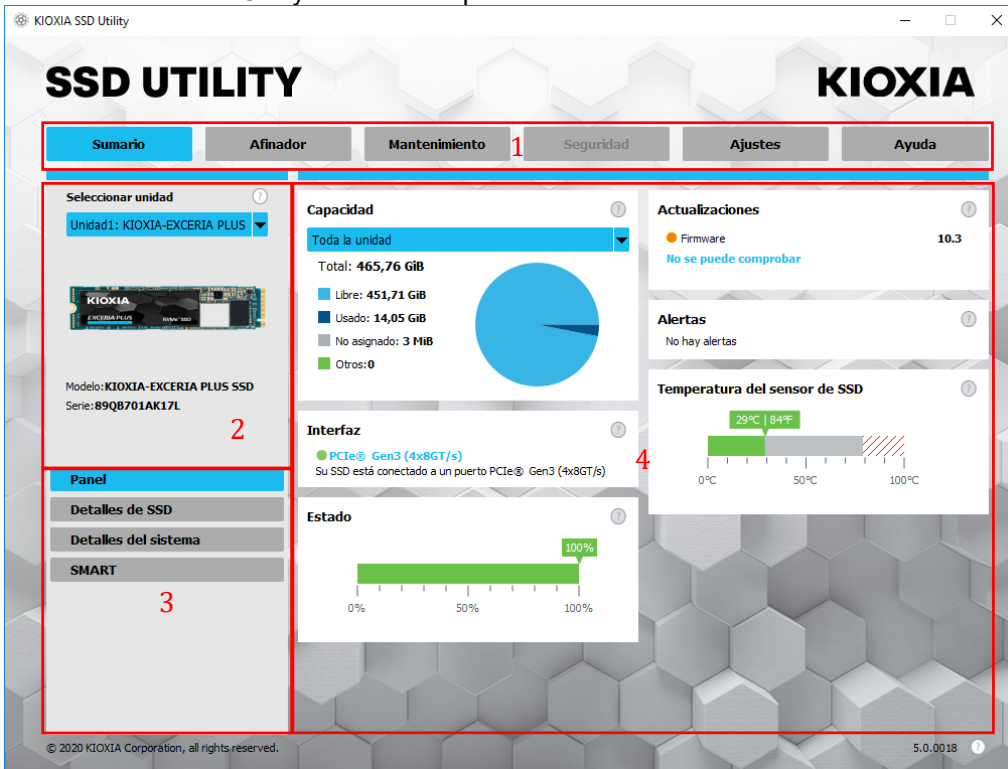 KIOXIA SSD Utility
SSD UTILITY
KIOXIA
Sumario
Afinador
Mantenimiento
1
Seguridad
Ajustes
Ayuda
Seleccionar unidad
?
Unidad1: KIOXIA-EXCERIA PLUS
KIOXIA
EXCERIA PLUS
NVMe™ SSD
Modelo:KIOXIA-EXCERIA PLUS SSD
Serie:89QB701AK17L
2
Panel
Detalles de SSD
Detalles del sistema
SMART
3
Capacidad
?
Toda la unidad
Total: 465,76 GiB
Libre: 451,71 GiB
Usado: 14,05 GiB
No asignado: 3 MiB
Otros:0
Interfaz
?
PCIe® Gen3 (4x8GT/s)
Su SSD está conectado a un puerto PCIe® Gen3 (4x8GT/s)
4
Estado
?
100%
0%
50%
100%
Actualizaciones
?
Firmware
10.3
No se puede comprobar
Alertas
?
No hay alertas
Temperatura del sensor de SSD
?
29°C | 84°F
0°C
50°C
100°C
© 2020 KIOXIA Corporation, all rights reserved.
5.0.0018
?